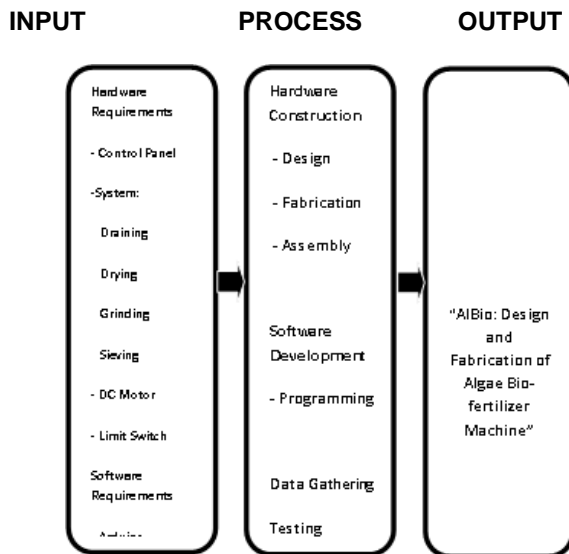 INPUT PROCESS OUTPUT
Hardware
Requirements
- Control Panel
-System:
Draining
Drying
Grinding
Sieving
- DC Motor
- Limit Switch
Software
Requirements
Hardware
Construction
- Design
- Fabrication
- Assembly
Software
Development
- Programming
Data Gathering
Testing
"AlBio: Design
and
Fabrication of
Algae Bio-
fertilizer
Machine"